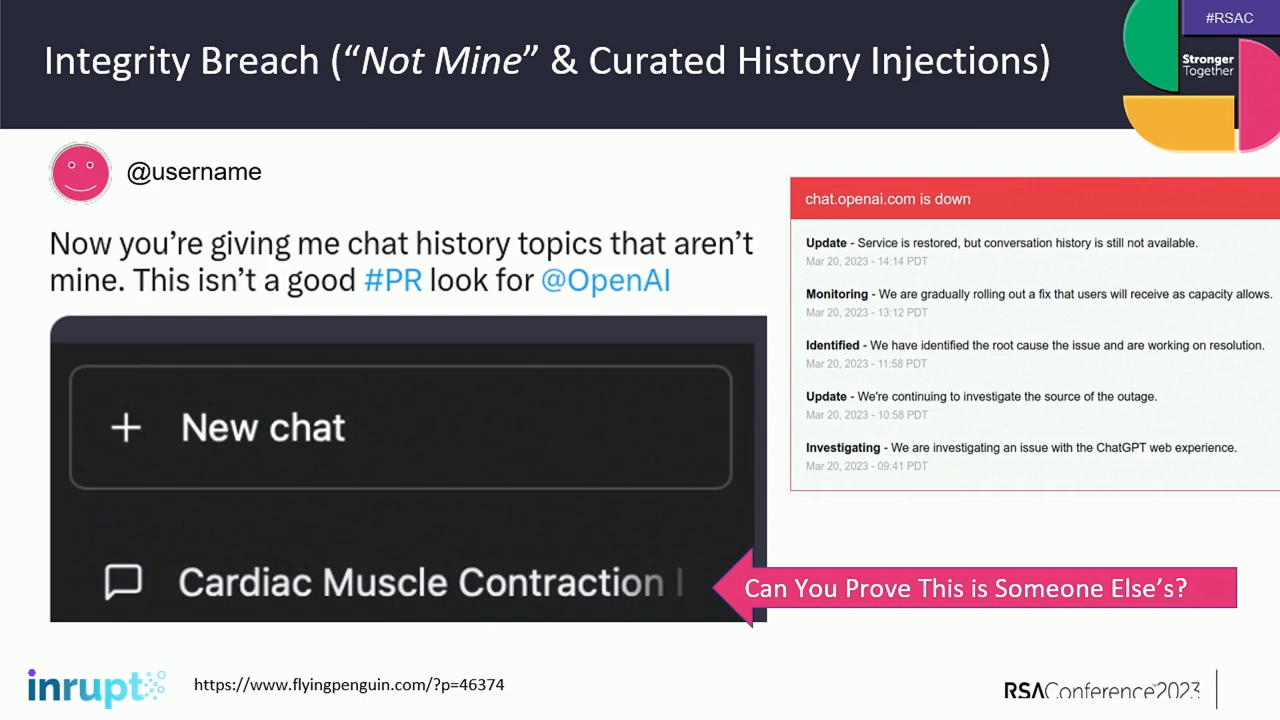 #RSAC
Integrity Breach (“Not Mine” & Curated History Injections)
Stronger
Together
@username
Now you’re giving me chat history topics that aren’t
mine. This isn’t a good #PR look for @OpenAI
New chat
Cardiac Muscle Contraction
chat.openai.com is down
Update - Service is restored, but conversation history is still not available.
Mar 20, 2023 - 14:14 PDT
Monitoring - We are gradually rolling out a fix that users will receive as capacity allows.
Mar 20, 2023 - 13:12 PDT
Identified - We have identified the root cause the issue and are working on resolution.
Mar 20, 2023 - 11:58 PDT
Update - We're continuing to investigate the source of the outage.
Mar 20, 2023 - 10:58 PDT
Investigating - We are investigating an issue with the ChatGPT web experience.
Mar 20, 2023 - 09:41 PDT
Can You Prove This is Someone Else’s?
inrupt
https://www.flyingpenguin.com/?p=46374
RSAConference™2023